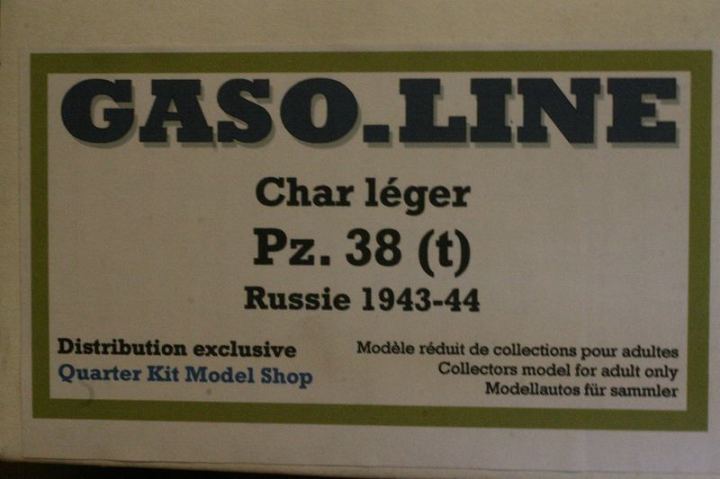 GASO.LINE
Char léger
Pz. 38 (t)
Russie 1943-44
Distribution exclusive
Quarter Kit Model Shop
Modèle réduit de collections pour adultes
Collectors model for adult only
Modellautos für sammler